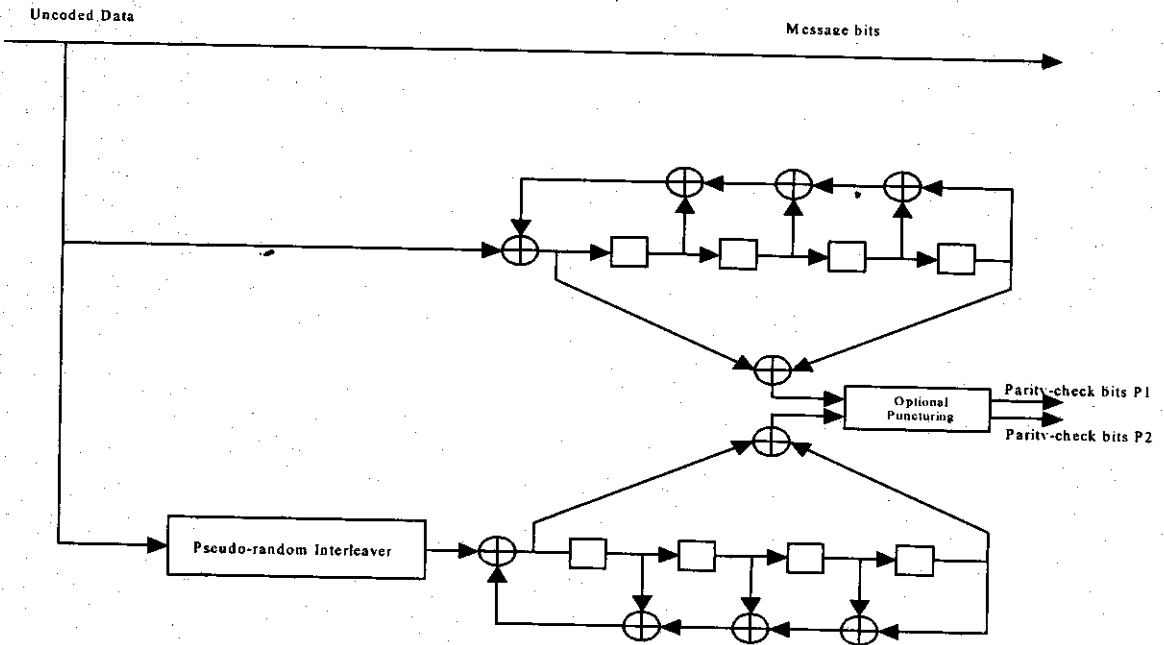 Uncoded Data
Message bits
Optional
Puncturing
Parity-check bits P1
Parity-check bits P2
Pseudo-random Interleaver